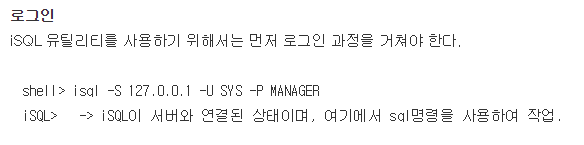 로그인
iSQL 유틸리티를 사용하기 위해서는 먼저 로그인 과정을 거쳐야 한다.
shell> isql -S 127.0.0.1 -U SYS -P MANAGER
iSQL>   -> iSQL이 서버와 연결된 상태이며, 여기에서 sql명령을 사용하여 작업.